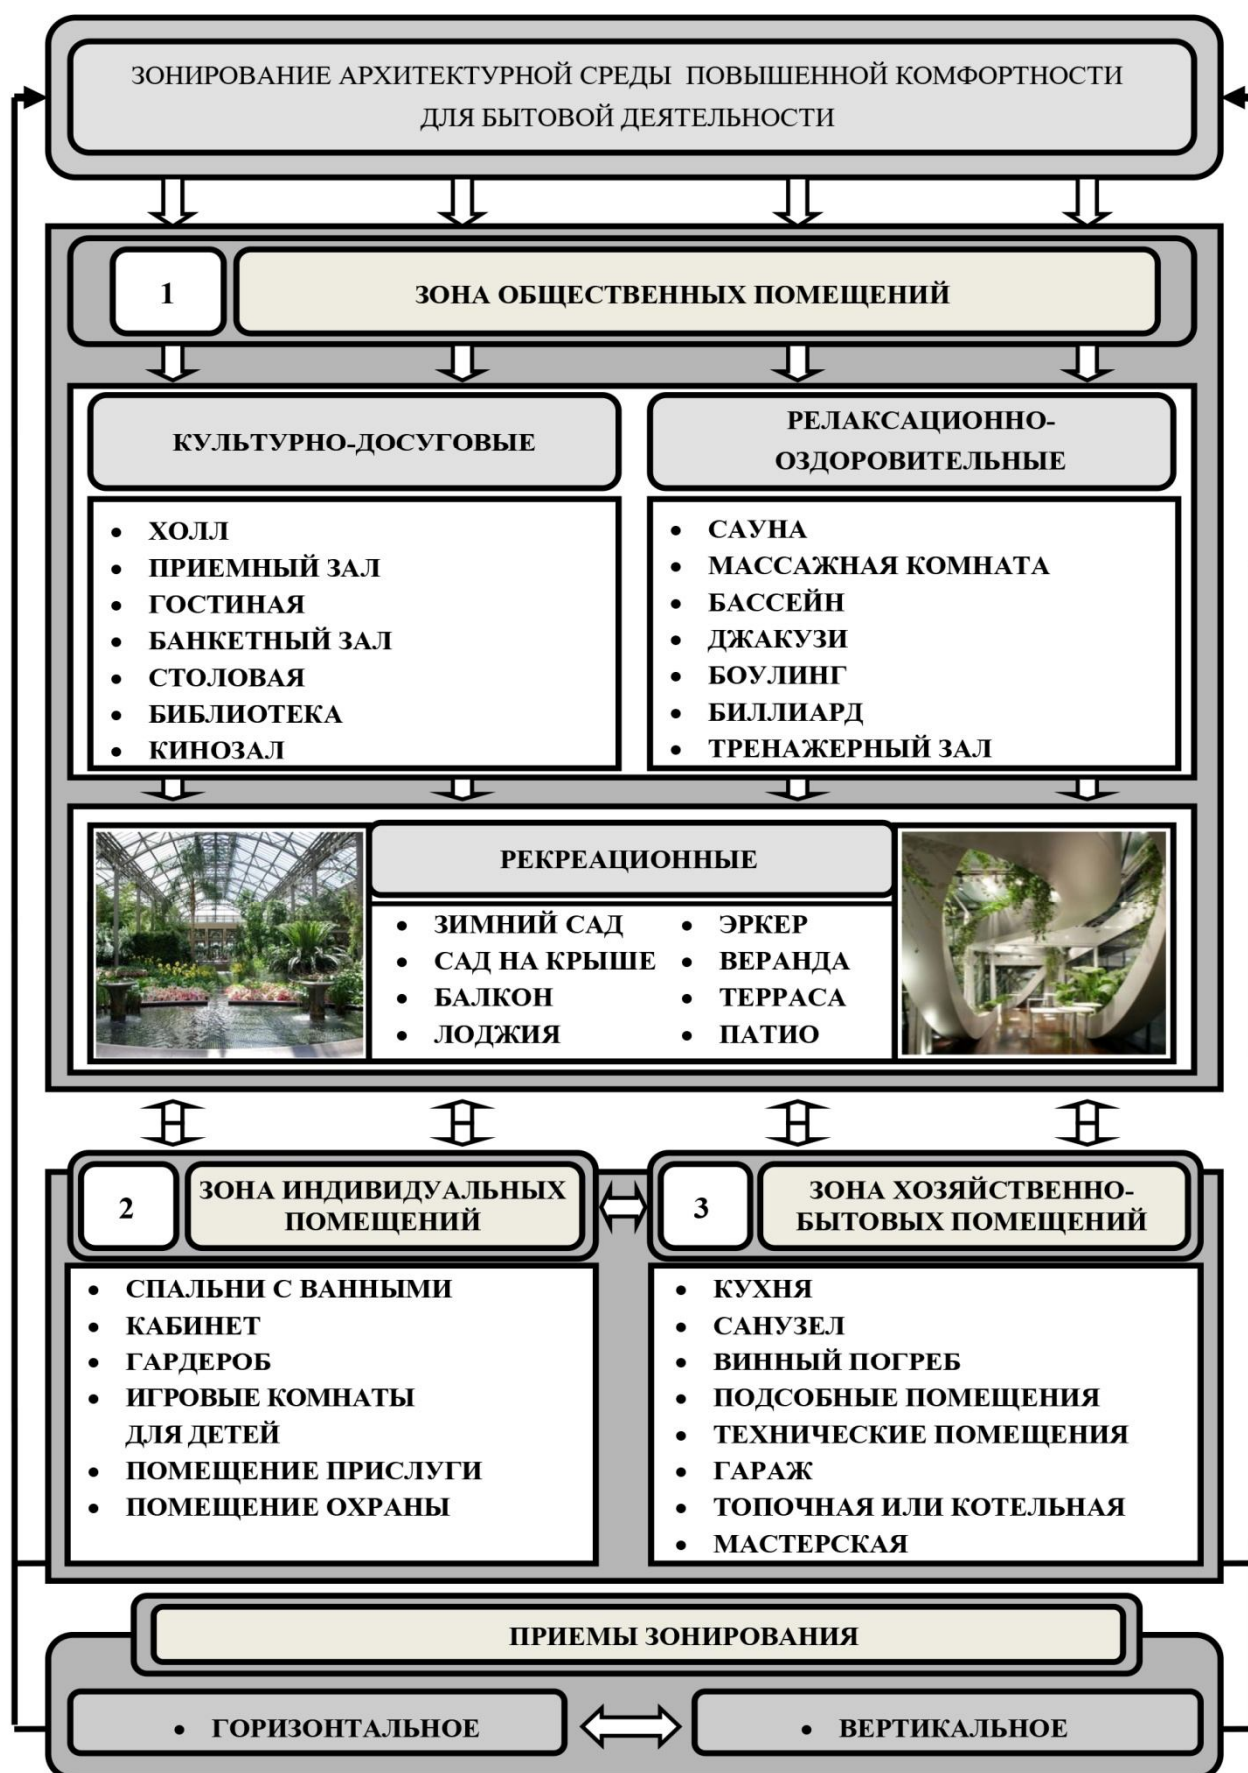 ЗОНИРОВАНИЕ АРХИТЕКТУРНОЙ СРЕДЫ ПОВЫШЕННОЙ КОМФОРТНОСТИ
ДЛЯ БЫТОВОЙ ДЕЯТЕЛЬНОСТИ
1
ЗОНА ОБЩЕСТВЕННЫХ ПОМЕЩЕНИЙ
КУЛЬТУРНО-ДОСУГОВЫЕ
• ХОЛЛ
• ПРИЕМНЫЙ ЗАЛ
• ГОСТИНАЯ
• БАНКЕТНЫЙ ЗАЛ
• СТОЛОВАЯ
• БИБЛИОТЕКА
• КИНОЗАЛ
РЕЛАКСАЦИОННО-
ОЗДОРОВИТЕЛЬНЫЕ
• САУНА
• МАССАЖНАЯ КОМНАТА
• БАССЕЙН
• ДЖАКУЗИ
• БОУЛИНГ
• БИЛЛИАРД
• ТРЕНАЖЕРНЫЙ ЗАЛ
РЕКРЕАЦИОННЫЕ
• ЗИМНИЙ САД
• САД НА КРЫШЕ
• БАЛКОН
• ЛОДЖИЯ
• ЭРКЕР
• ВЕРАНДА
• ТЕРРАСА
• ПАТИО
2
ЗОНА ИНДИВИДУАЛЬНЫХ
ПОМЕЩЕНИЙ
• СПАЛЬНИ С ВАННЫМИ
• КАБИНЕТ
• ГАРДЕРОБ
• ИГРОВЫЕ КОМНАТЫ
ДЛЯ ДЕТЕЙ
• ПОМЕЩЕНИЕ ПРИСЛУГИ
• ПОМЕЩЕНИЕ ОХРАНЫ
3
ЗОНА ХОЗЯЙСТВЕННО-
БЫТОВЫХ ПОМЕЩЕНИЙ
• КУХНЯ
• САНУЗЕЛ
• ВИННЫЙ ПОГРЕБ
• ПОДСОБНЫЕ ПОМЕЩЕНИЯ
• ТЕХНИЧЕСКИЕ ПОМЕЩЕНИЯ
• ГАРАЖ
• ТОПОЧНАЯ ИЛИ КОТЕЛЬНАЯ
• МАСТЕРСКАЯ
ПРИЕМЫ ЗОНИРОВАНИЯ
• ГОРИЗОНТАЛЬНОЕ
• ВЕРТИКАЛЬНОЕ